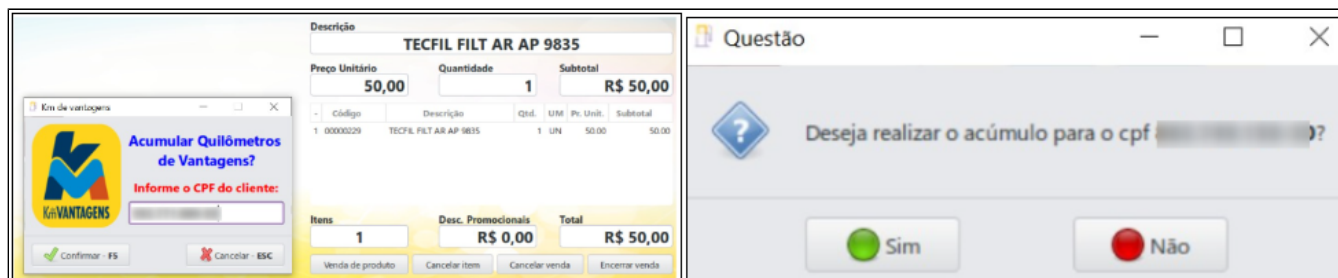 Descrição
TECFIL FILT AR AP 9835
Preço Unitário Quantidade Subtotal
50,00 1 R$ 50,00
- Código Descrição Qtd. UM Pr. Unit. Subtotal
1 00000229 TECFIL FILT AR AP 9835 1 UN 50.00 50.00
Itens Desc. Promocionais Total
1 R$ 0,00 R$ 50,00
Venda de produto Cancelar item Cancelar venda Encerrar venda
Km de vantagens
Acumular Quilômetros
de Vantagens?
Informe o CPF do cliente:
KmVANTAGENS
Confirmar - F5 Cancelar - ESC
Questão
Deseja realizar o acúmulo para o cpf ?
Sim Não